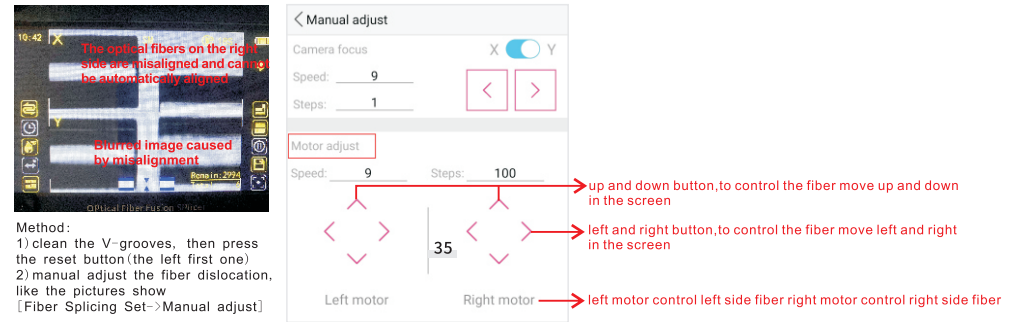 10:42
X
The optical fibers on the right
side are misaligned and cannot
be automatically aligned
Y
Blurred image caused
by misalignment
Remain:2994
Optical Fiber Fusion Splicer
Method:
1)clean the V-grooves, then press
the reset button(the left first one)
2)manual adjust the fiber dislocation,
like the pictures show
[Fiber Splicing Set->Manual adjust]
Manual adjust
Camera focus X Y
Speed: 9
Steps: 1
Motor adjust
Speed: 9 Steps: 100
35
Left motor Right motor
up and down button,to control the fiber move up and down
in the screen
left and right button,to control the fiber move left and right
in the screen
left motor control left side fiber right motor control right side fiber